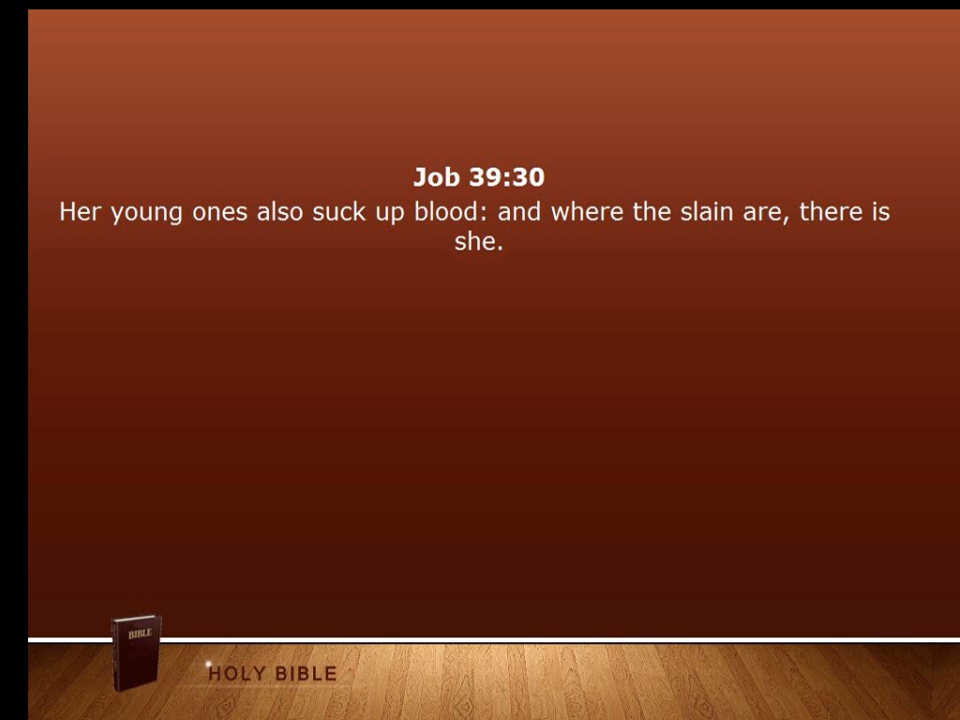 Job 39:30
Her young ones also suck up blood: and where the slain are, there is
she.
BIBLE
HOLY BIBLE